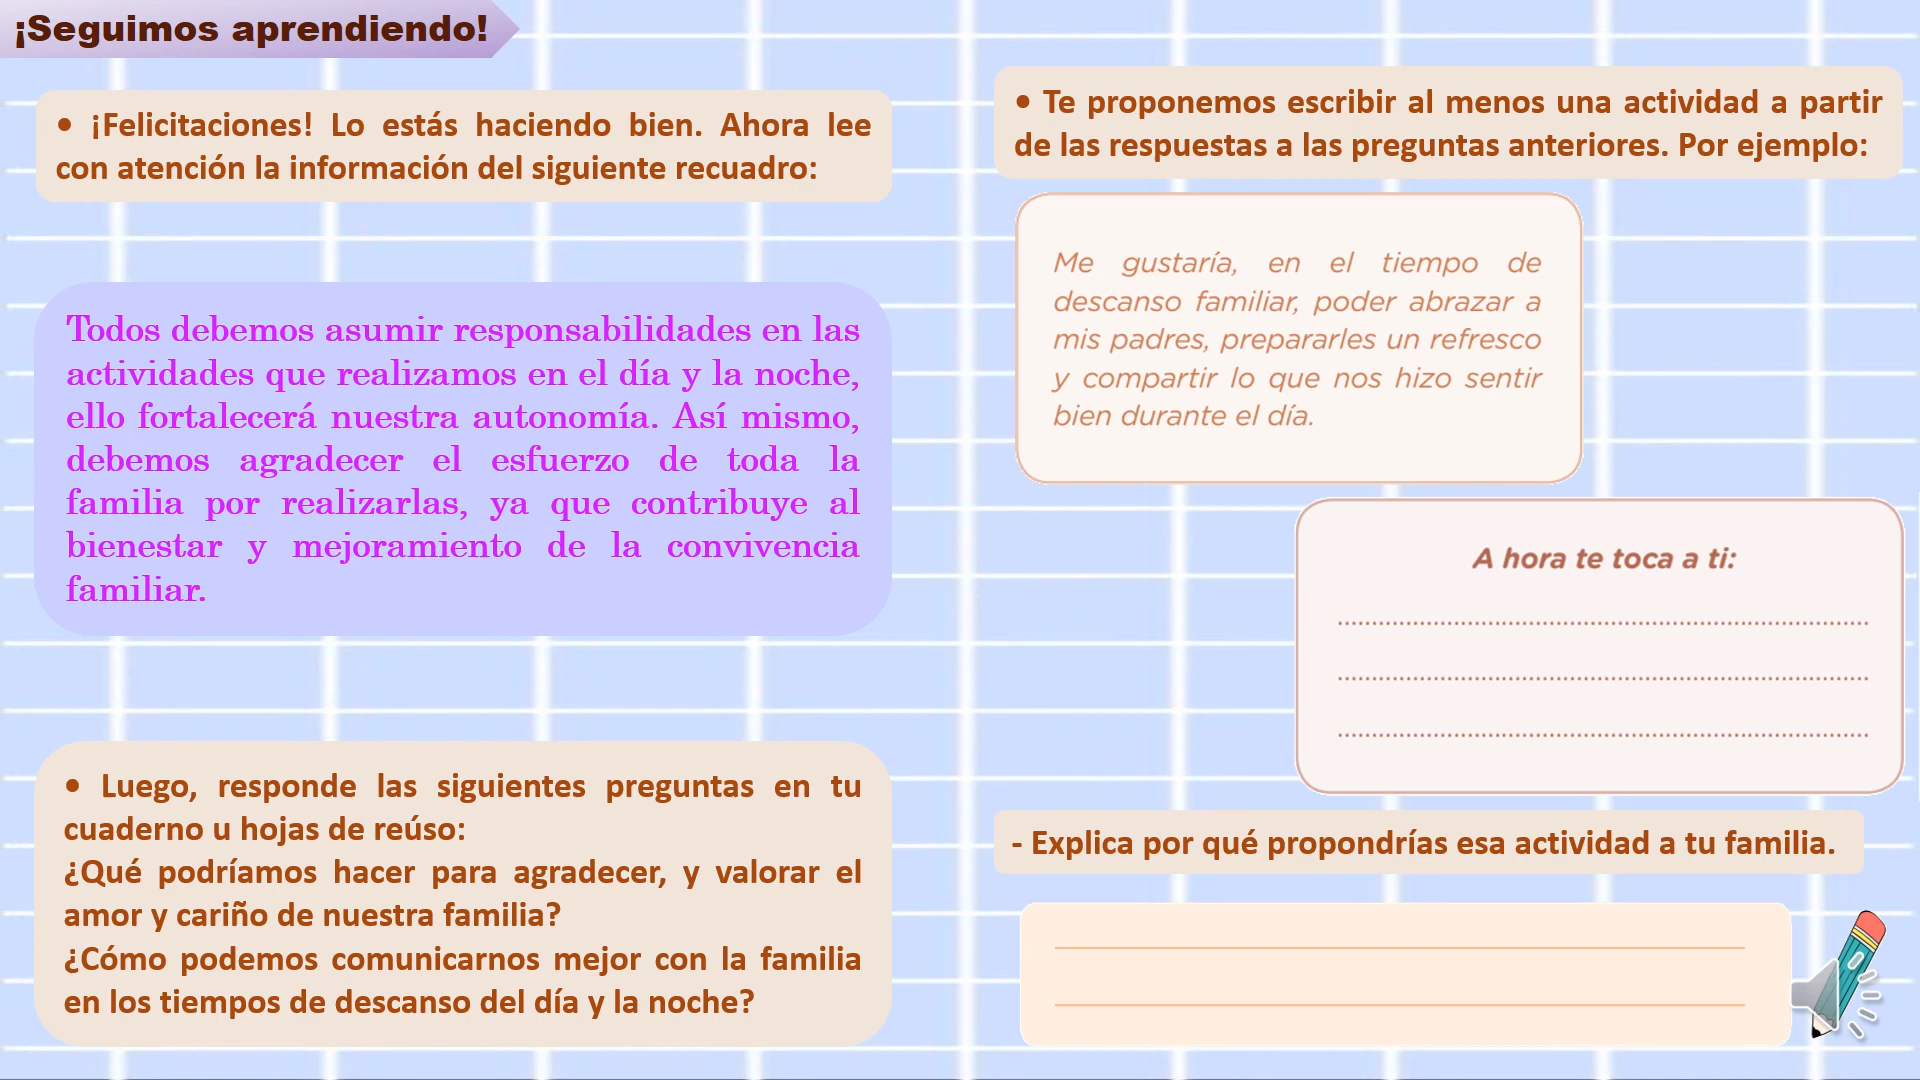 ¡Seguimos aprendiendo!
• ¡Felicitaciones! Lo estás haciendo bien. Ahora lee
con atención la información del siguiente recuadro:
Todos debemos asumir responsabilidades en las
actividades que realizamos en el día y la noche,
ello fortalecerá nuestra autonomía. Así mismo,
debemos agradecer el esfuerzo de toda la
familia por realizarlas, ya que contribuye al
bienestar y mejoramiento de la convivencia
familiar.
• Luego, responde las siguientes preguntas en tu
cuaderno u hojas de reúso:
¿Qué podríamos hacer para agradecer, y valorar el
amor y cariño de nuestra familia?
¿Cómo podemos comunicarnos mejor con la familia
en los tiempos de descanso del día y la noche?
• Te proponemos escribir al menos una actividad a partir
de las respuestas a las preguntas anteriores. Por ejemplo:
Me gustaría, en el tiempo de
descanso familiar, poder abrazar a
mis padres, prepararles un refresco
y compartir lo que nos hizo sentir
bien durante el día.
A hora te toca a ti:
- Explica por qué propondrías esa actividad a tu familia.